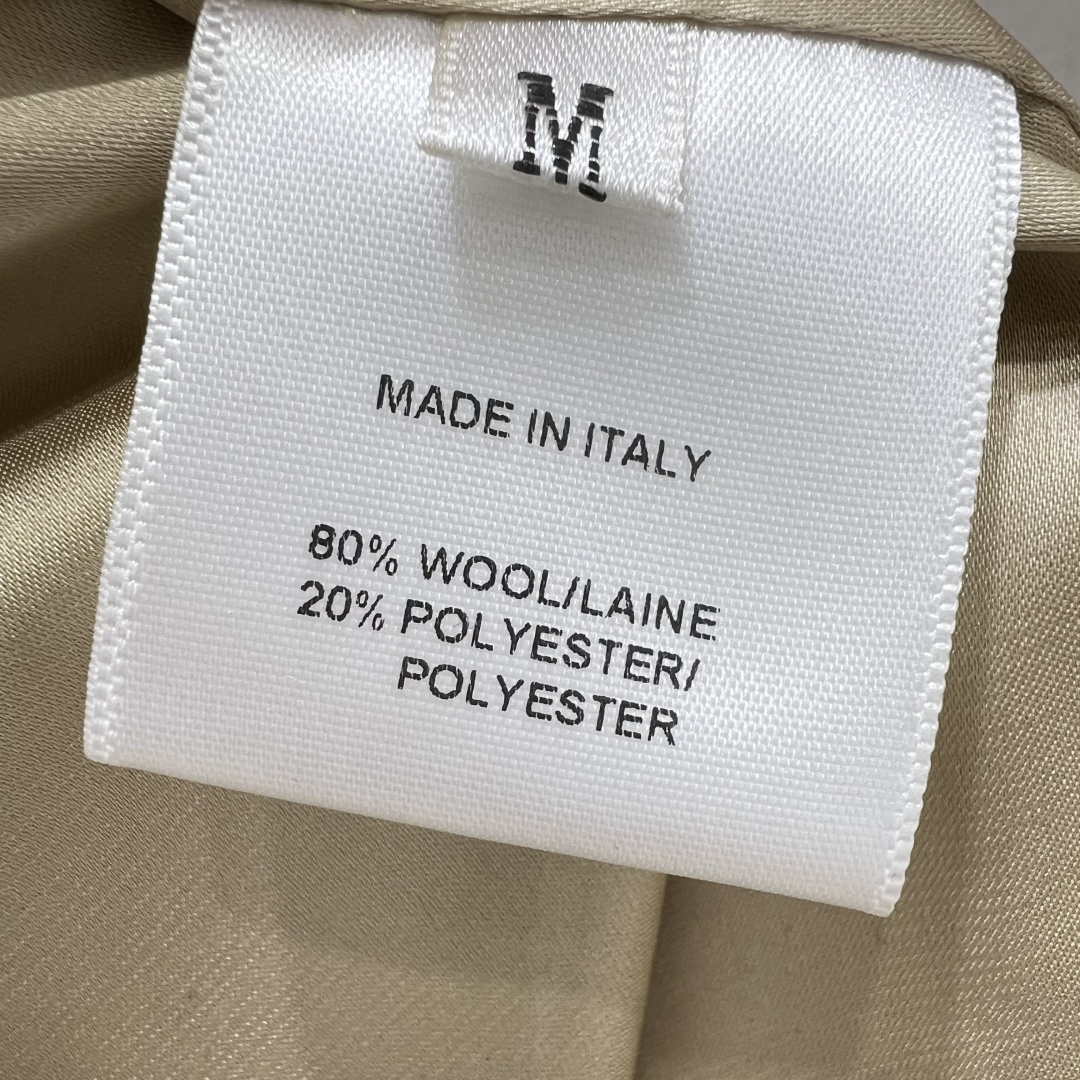 M
MADE IN ITALY
80% WOOL/LAINE
20% POLYESTER/
POLYESTER